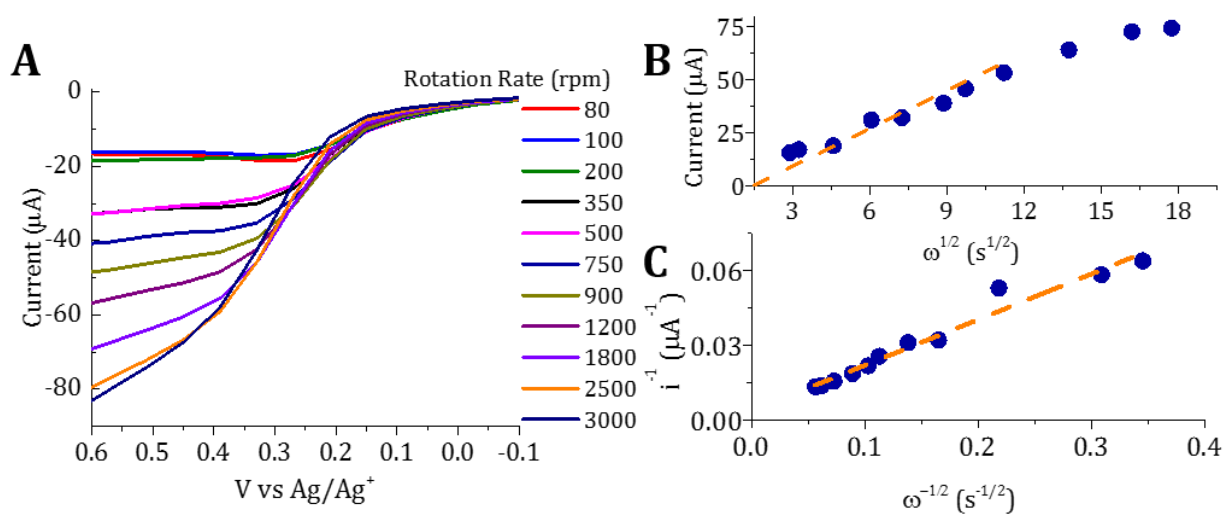 A
Rotation Rate (rpm)
80
100
200
350
500
750
900
1200
1800
2500
3000
Current (μA)
0
-20
-40
-60
-80
0.6 0.5 0.4 0.3 0.2 0.1 0.0 -0.1
V vs Ag/Ag⁺
B
Current (μA)
75
50
25
0
3 6 9 12 15 18
ω^1/2 (s^1/2)
C
i⁻¹ (μA⁻¹)
0.06
0.03
0.00
0.0 0.1 0.2 0.3 0.4
ω^−1/2 (s^-1/2)